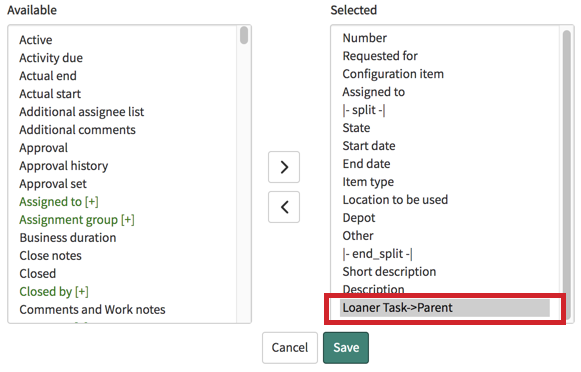 Available
Active
Activity due
Actual end
Actual start
Additional assignee list
Additional comments
Approval
Approval history
Approval set
Assigned to [+]
Assignment group [+]
Business duration
Close notes
Closed
Closed by [+]
Comments and Work notes
>
<
Selected
Number
Requested for
Configuration item
Assigned to
|- split -|
State
Start date
End date
Item type
Location to be used
Depot
Other
|- end_split -|
Short description
Description
Loaner Task->Parent
Cancel
Save